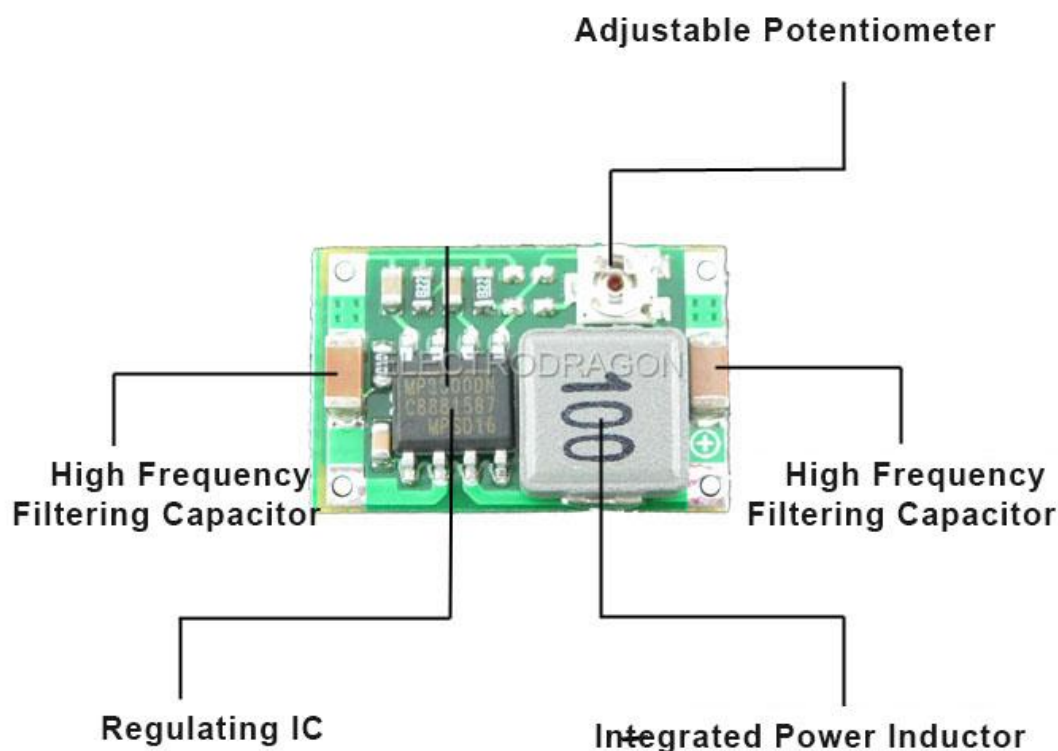 Adjustable Potentiometer
ELECTRODRAGON
C8881587
MPSD16
100
High Frequency
Filtering Capacitor
High Frequency
Filtering Capacitor
Regulating IC
Integrated Power Inductor